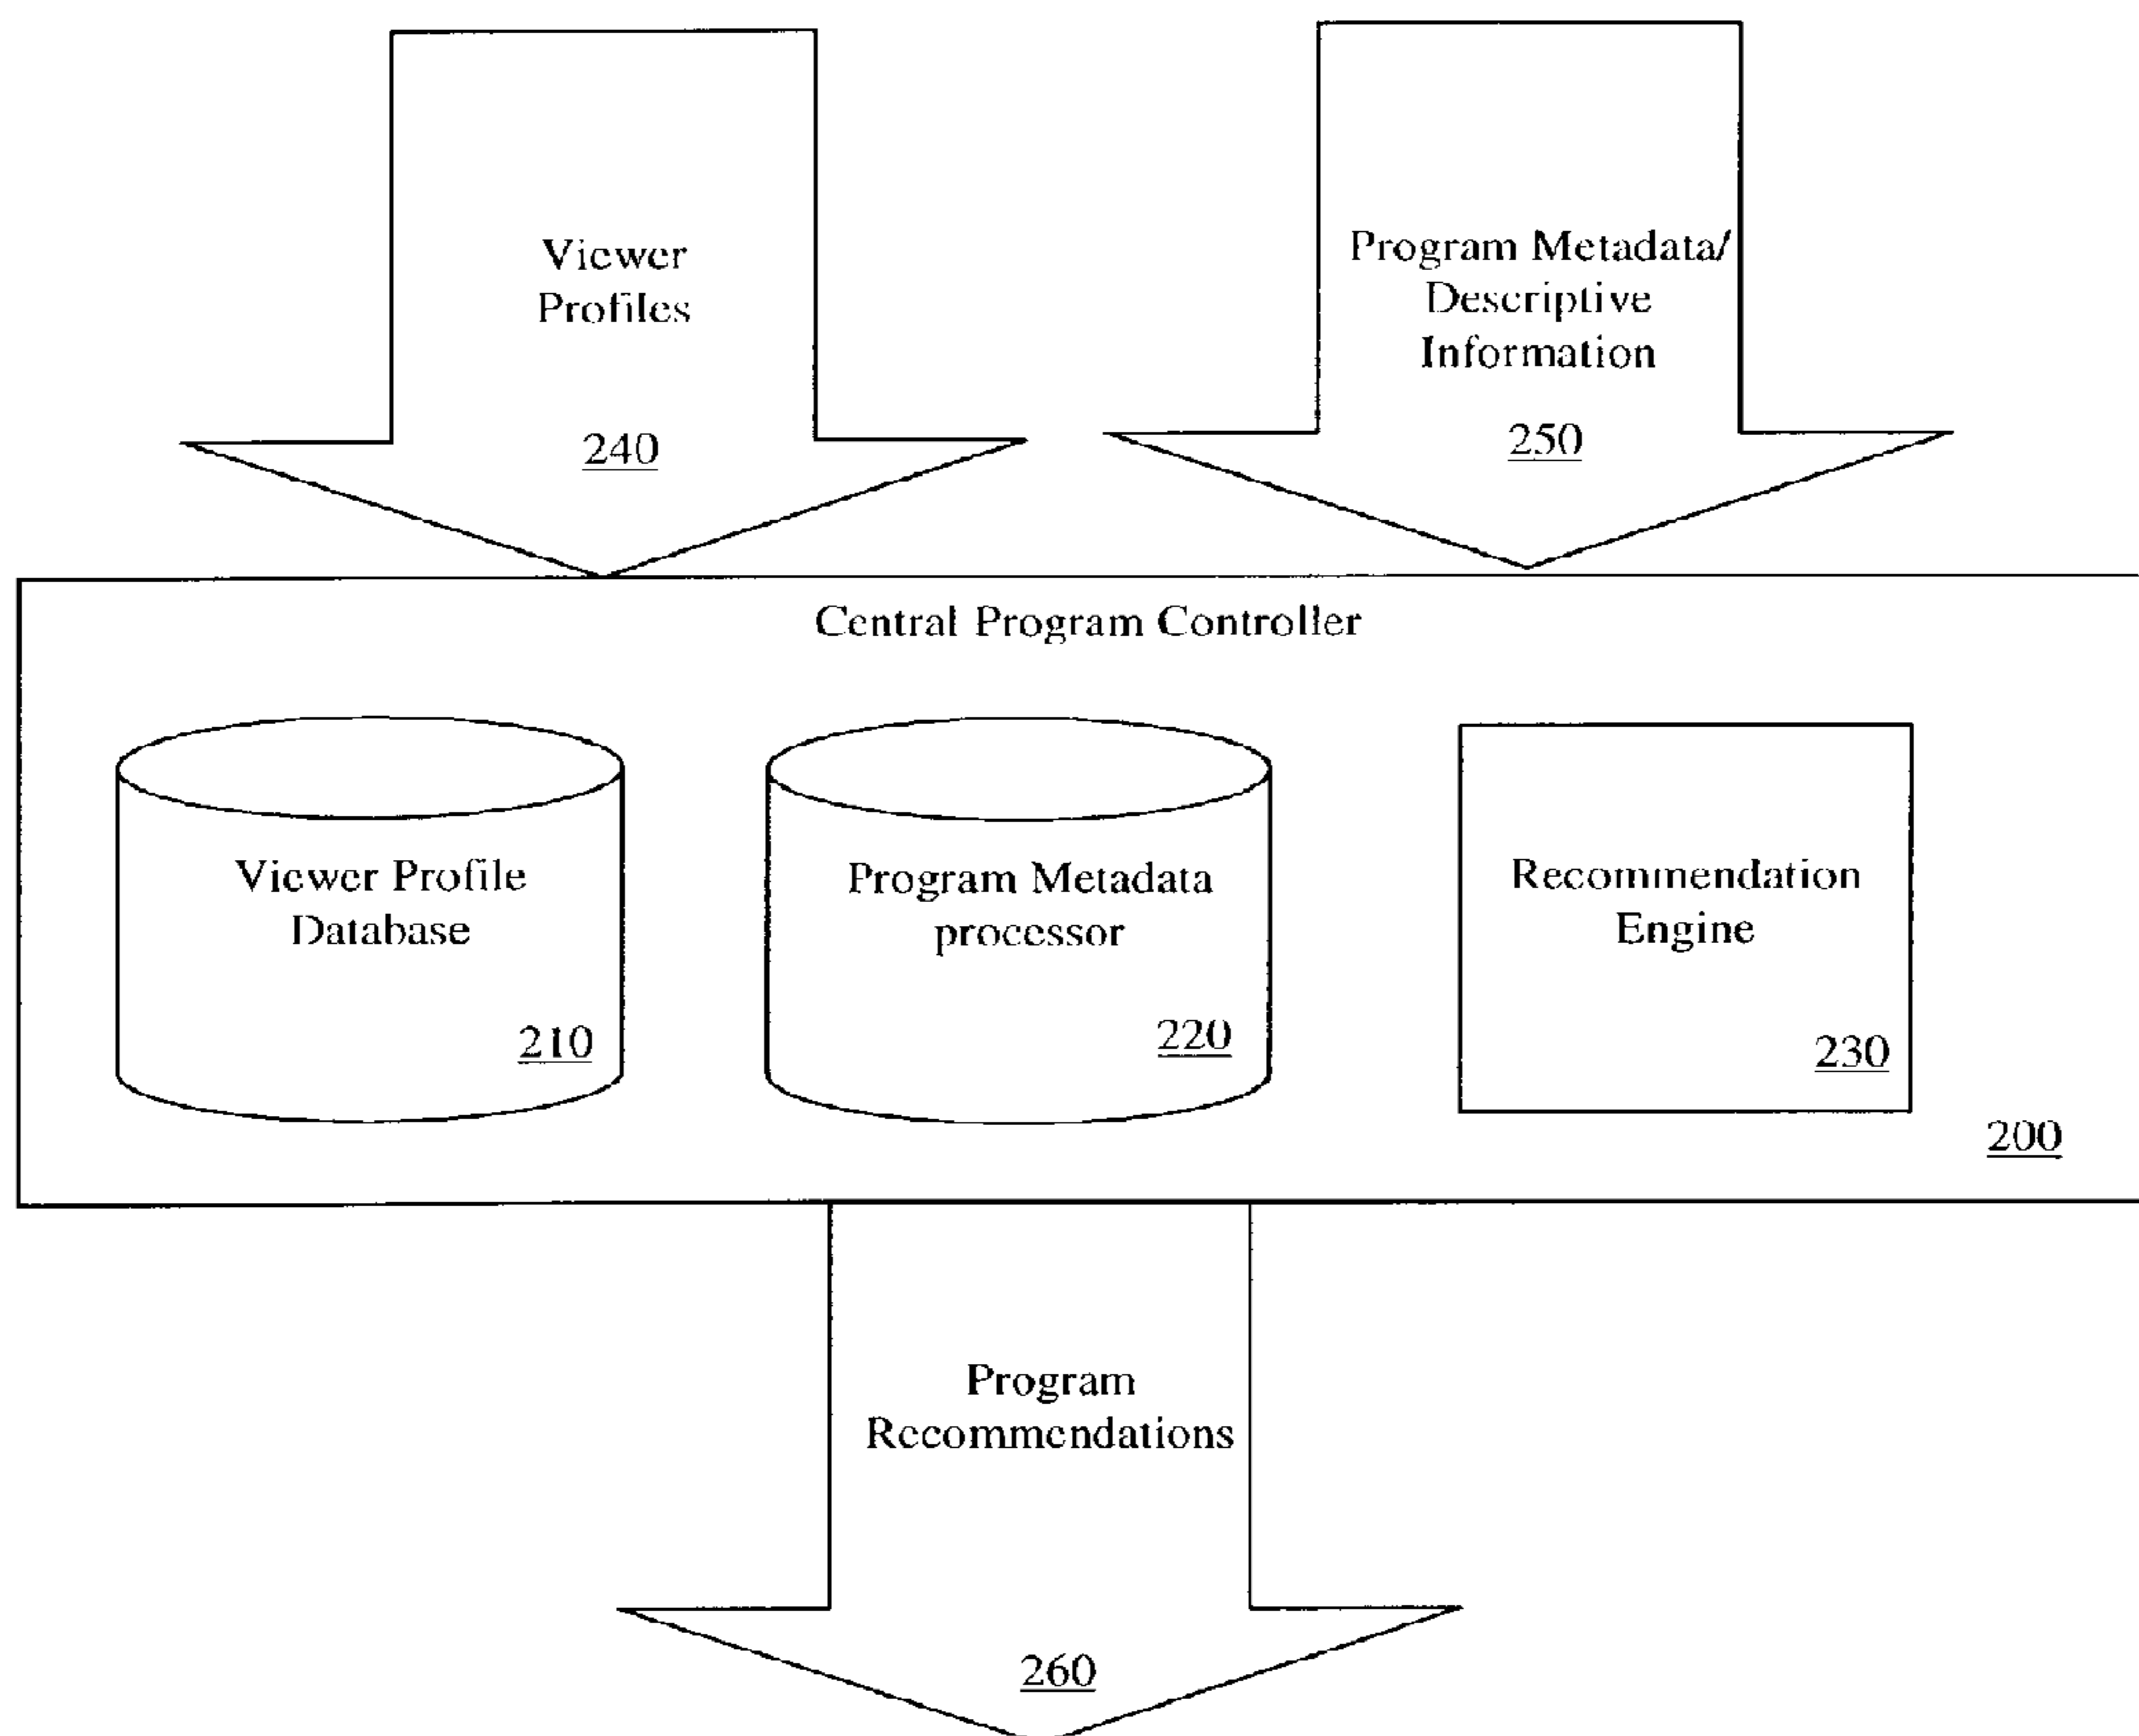 Viewer
Profiles
240
Program Metadata/
Descriptive
Information
250
Central Program Controller
Viewer Profile
Database
210
Program Metadata
processor
220
Recommendation
Engine
230
200
Program
Recommendations
260